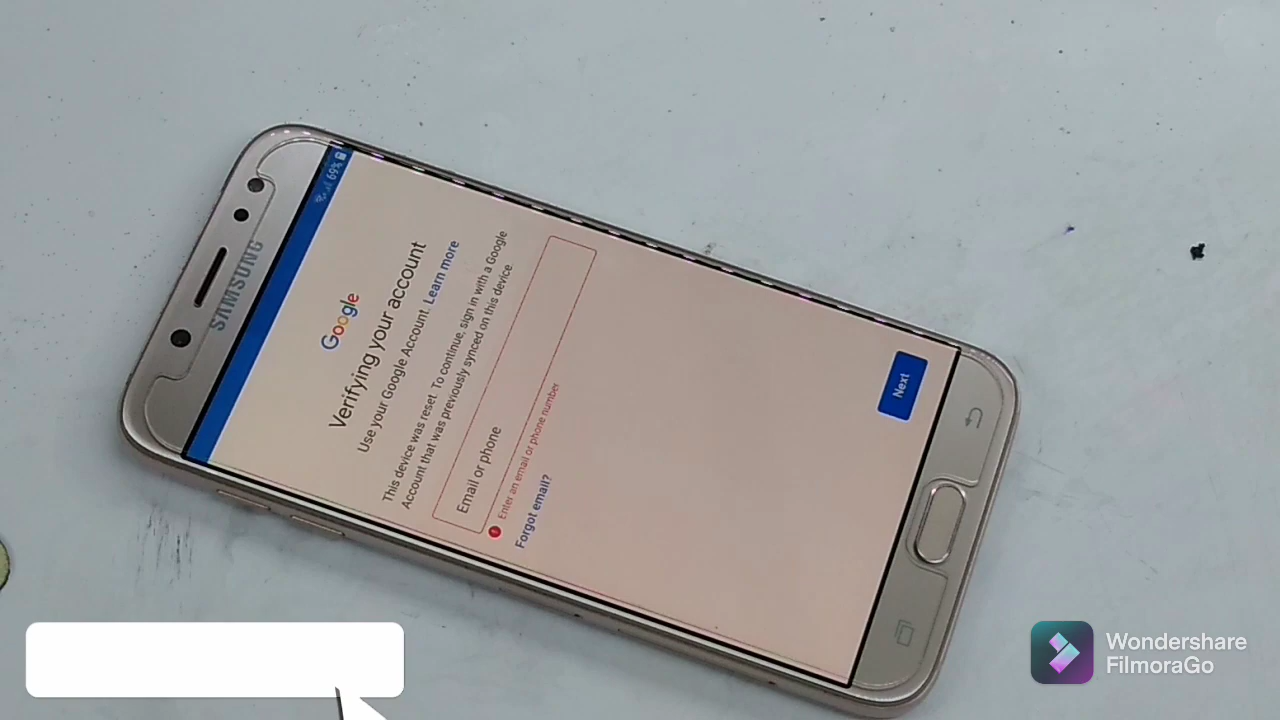 SAMSUNG
69%
Google
Verifying your account
Use your Google Account. Learn more
This device was reset. To continue, sign in with a Google
Account that was previously synced on this device
Email or phone
Enter an email or phone number
Forgot email?
Next
Wondershare
FilmoraGo